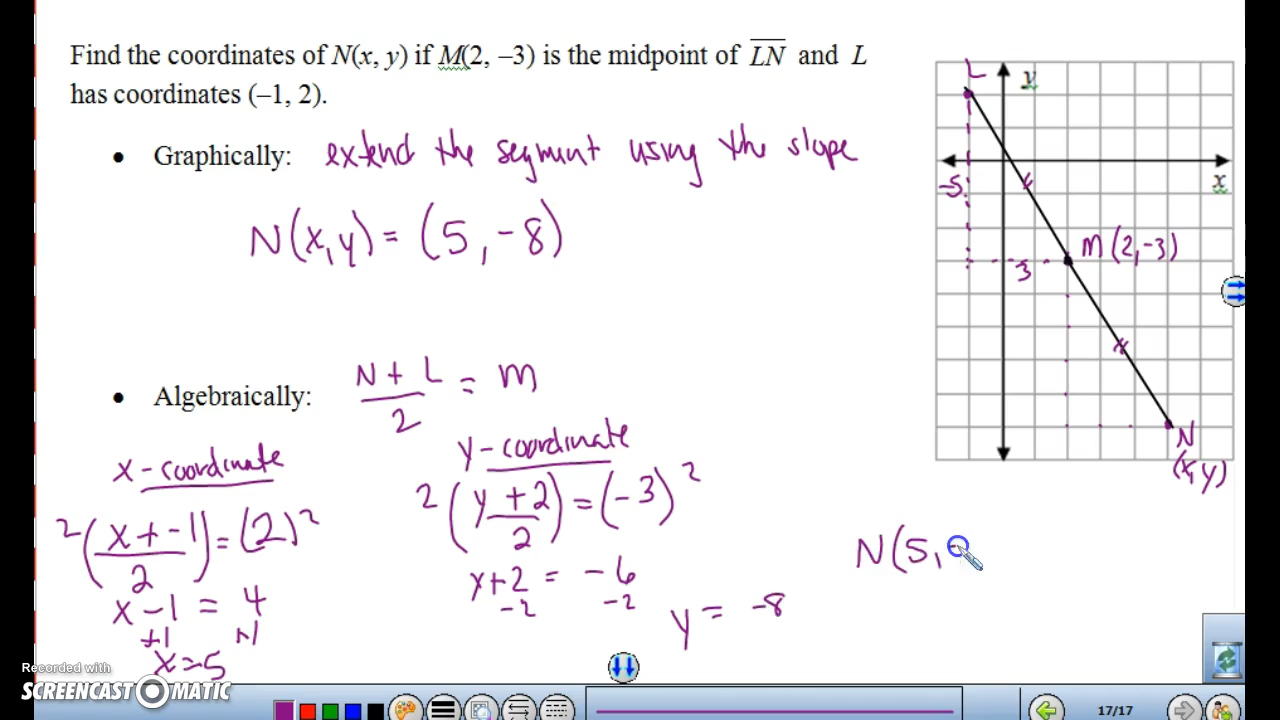 Find the coordinates of N(x, y) if M(2, –3) is the midpoint of L̅N̅ and L
has coordinates (–1, 2).
• Graphically: extend the segment using the slope
N(x,y) = (5, -8)
• Algebraically: N + L / 2 = M
x-coordinate
2(x + -1 / 2) = (2)2
x - 1 = 4
+1 +1
x = 5
y-coordinate
2(y + 2 / 2) = (-3)2
y+2 = -6
-2 -2
y = -8
N(5, -
L
y
x
-5
3
M(2,-3)
N
(x,y)
Recorded with
SCREENCAST MATIC
17/17